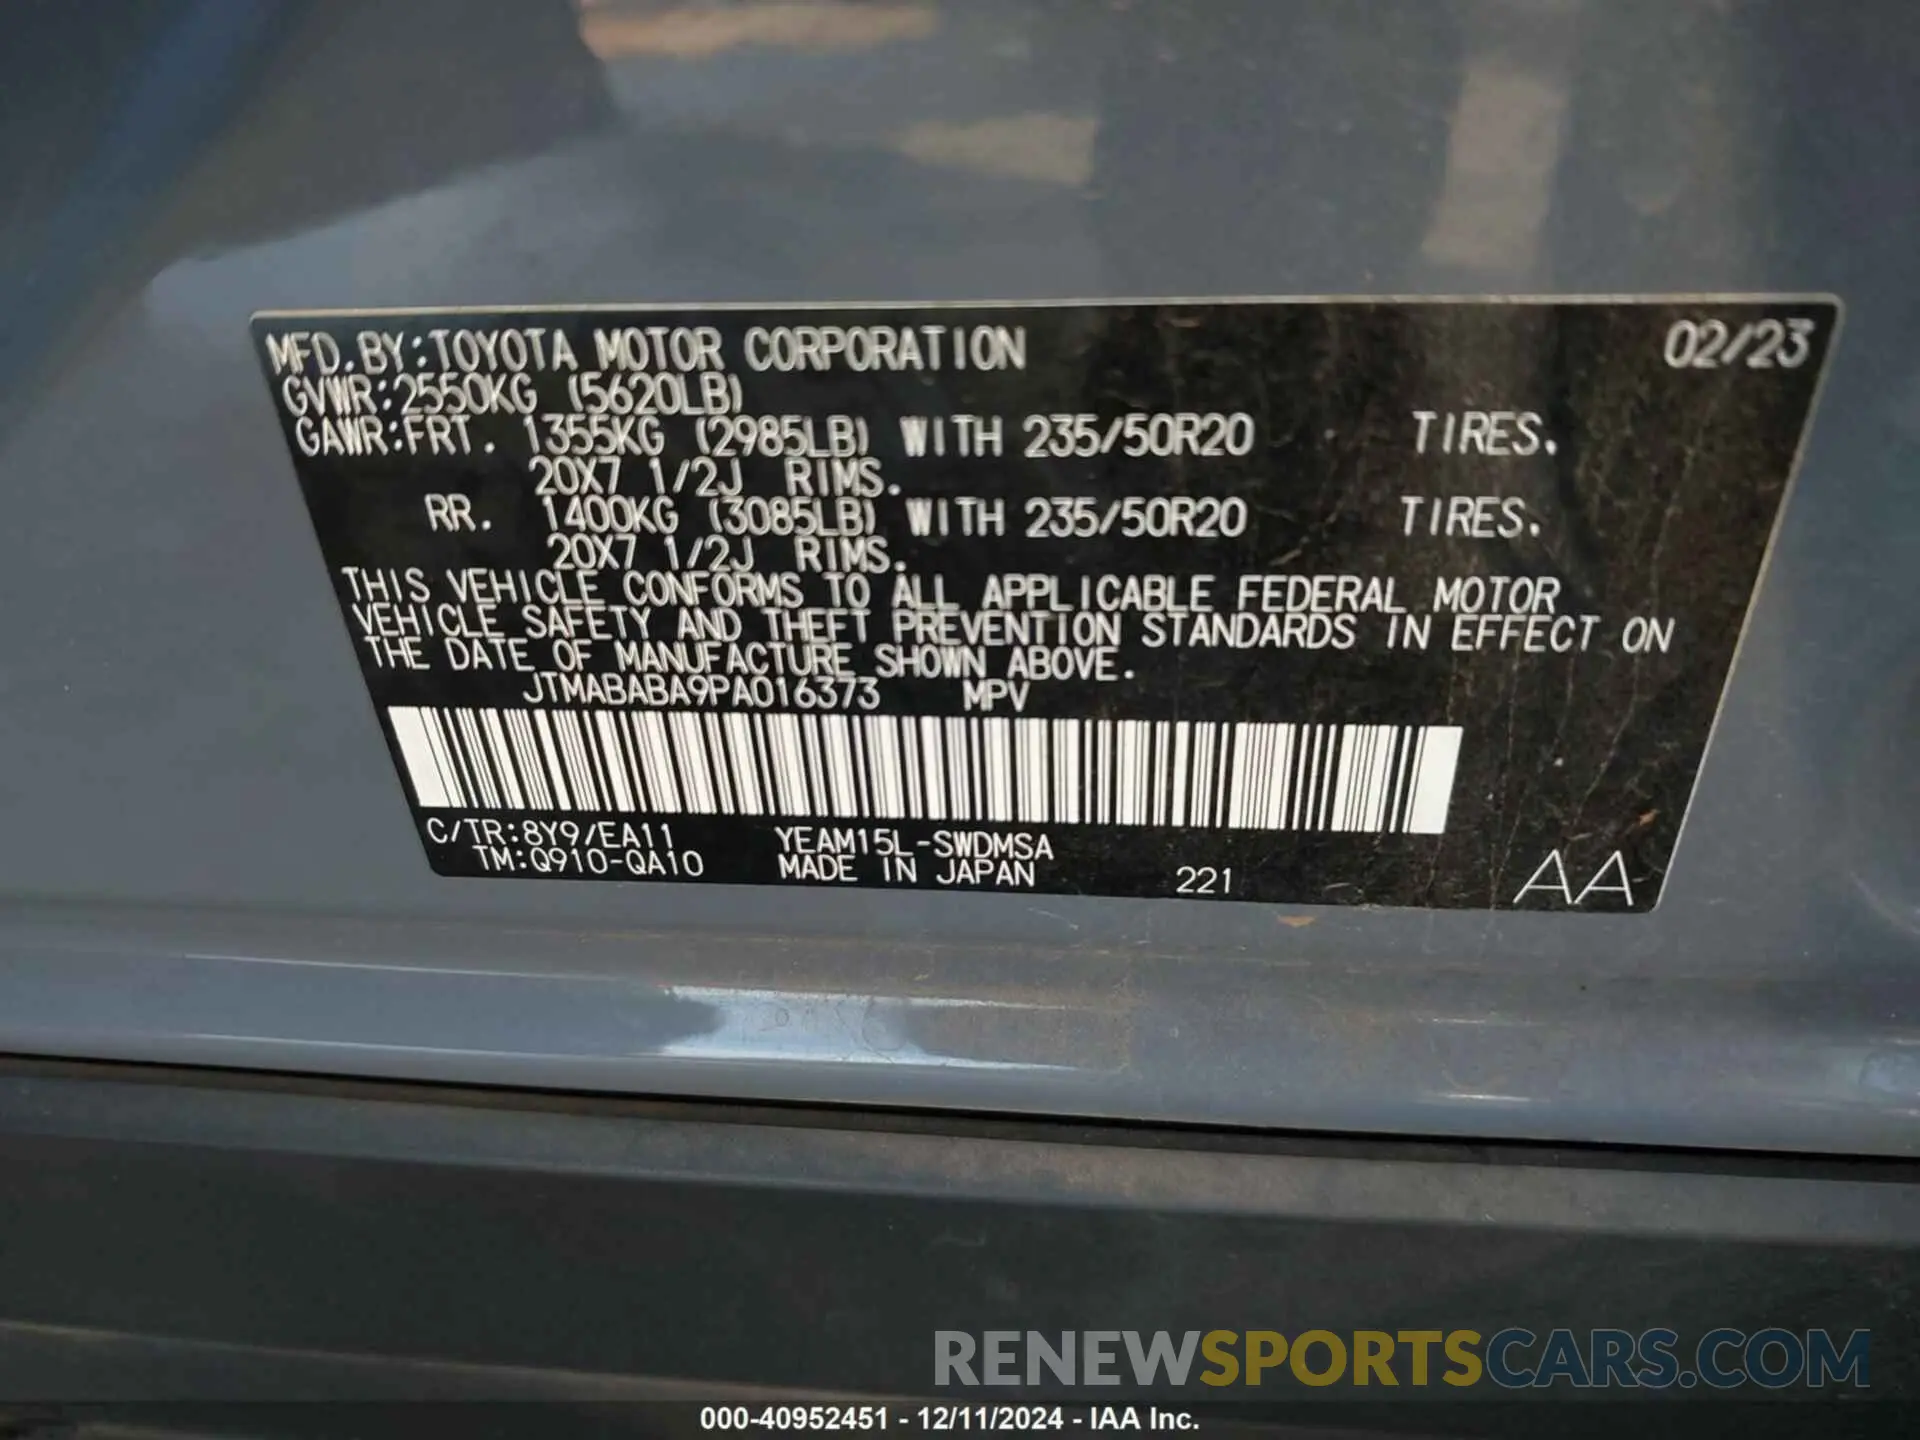 MFD. BY: TOYOTA MOTOR CORPORATION 02/23
GVWR: 2550KG (5620LB)
GAWR: FRT. 1355KG (2985LB) WITH 235/50R20 TIRES.
20X7 1/2J RIMS.
RR. 1400KG (3085LB) WITH 235/50R20 TIRES.
20X7 1/2J RIMS.
THIS VEHICLE CONFORMS TO ALL APPLICABLE FEDERAL MOTOR
VEHICLE SAFETY AND THEFT PREVENTION STANDARDS IN EFFECT ON
THE DATE OF MANUFACTURE SHOWN ABOVE.
JTMABABA9PA016373 MPV
C/TR:8Y9/EA11 YEAM15L-SWDMSA
TM:Q910-QA10 MADE IN JAPAN 221 AA
RENEWSPORTSCARS.COM
000-40952451 - 12/11/2024 - IAA Inc.